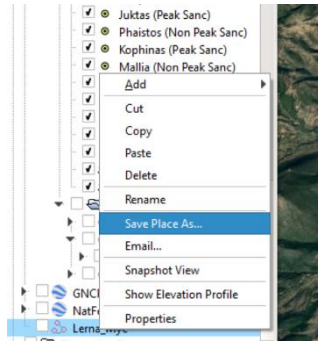 Juktas (Peak Sanc)
Phaistos (Non Peak Sanc)
Kophinas (Peak Sanc)
Mallia (Non Peak Sanc)
Add
Cut
Copy
Paste
Delete
Rename
Save Place As...
Email...
Snapshot View
Show Elevation Profile
Properties
GNCI
NatFe
Lerna_Myc